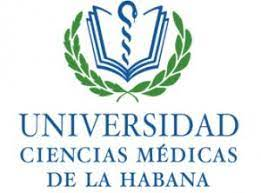 UNIVERSIDAD
CIENCIAS MÉDICAS
DE LA HABANA